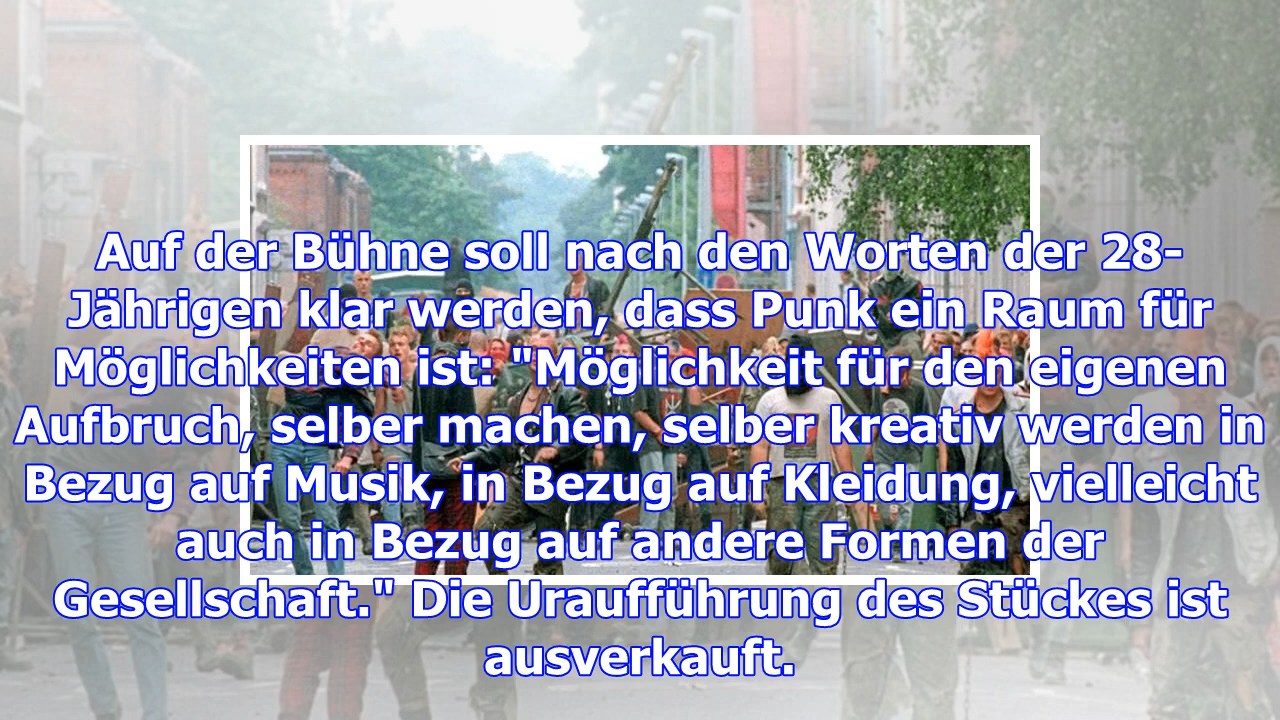 Auf der Bühne soll nach den Worten der 28-
Jährigen klar werden, dass Punk ein Raum für
Möglichkeiten ist: "Möglichkeit für den eigenen
Aufbruch, selber machen, selber kreativ werden in
Bezug auf Musik, in Bezug auf Kleidung, vielleicht
auch in Bezug auf andere Formen der
Gesellschaft." Die Uraufführung des Stückes ist
ausverkauft.